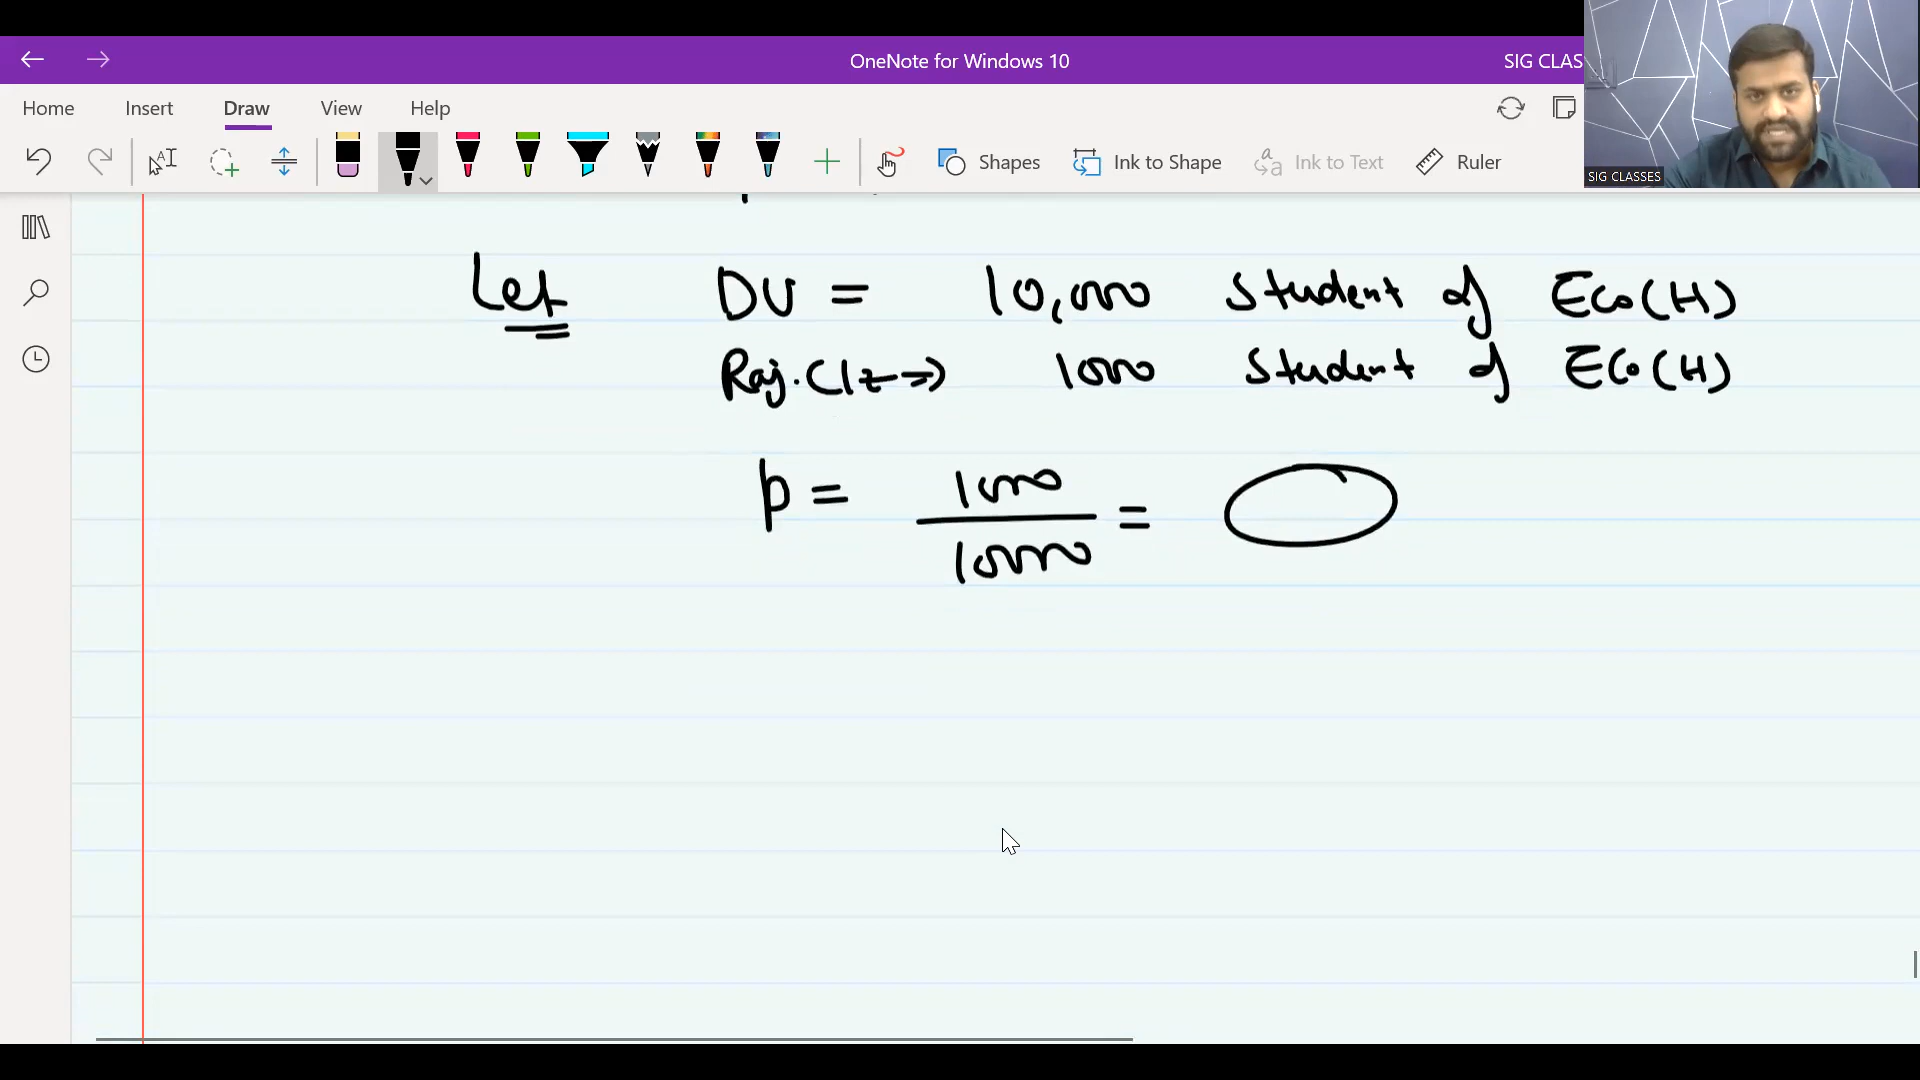 OneNote for Windows 10
SIG CLAS
Home Insert Draw View Help
Shapes Ink to Shape Ink to Text Ruler
SIG CLASSES
Let DU = 10,000 Student of Eco(H)
Raj. Clz → 1000 Student of Eco(H)
p = 1000
=
10000